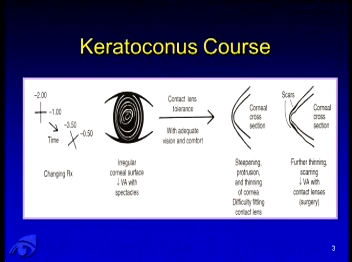 Keratoconus Course
-2.00
-1.00
-3.50
-0.50
Time
Changing Rx
Irregular
corneal surface
↓ VA with
spectacles
Contact lens
tolerance
With adequate
vision and comfort
Corneal
cross
section
Steepening,
protrusion,
and thinning
of cornea
Difficulty fitting
contact lens
Scars
Corneal
cross
section
Further thinning,
scarring
↓ VA with
contact lenses
(surgery)
3